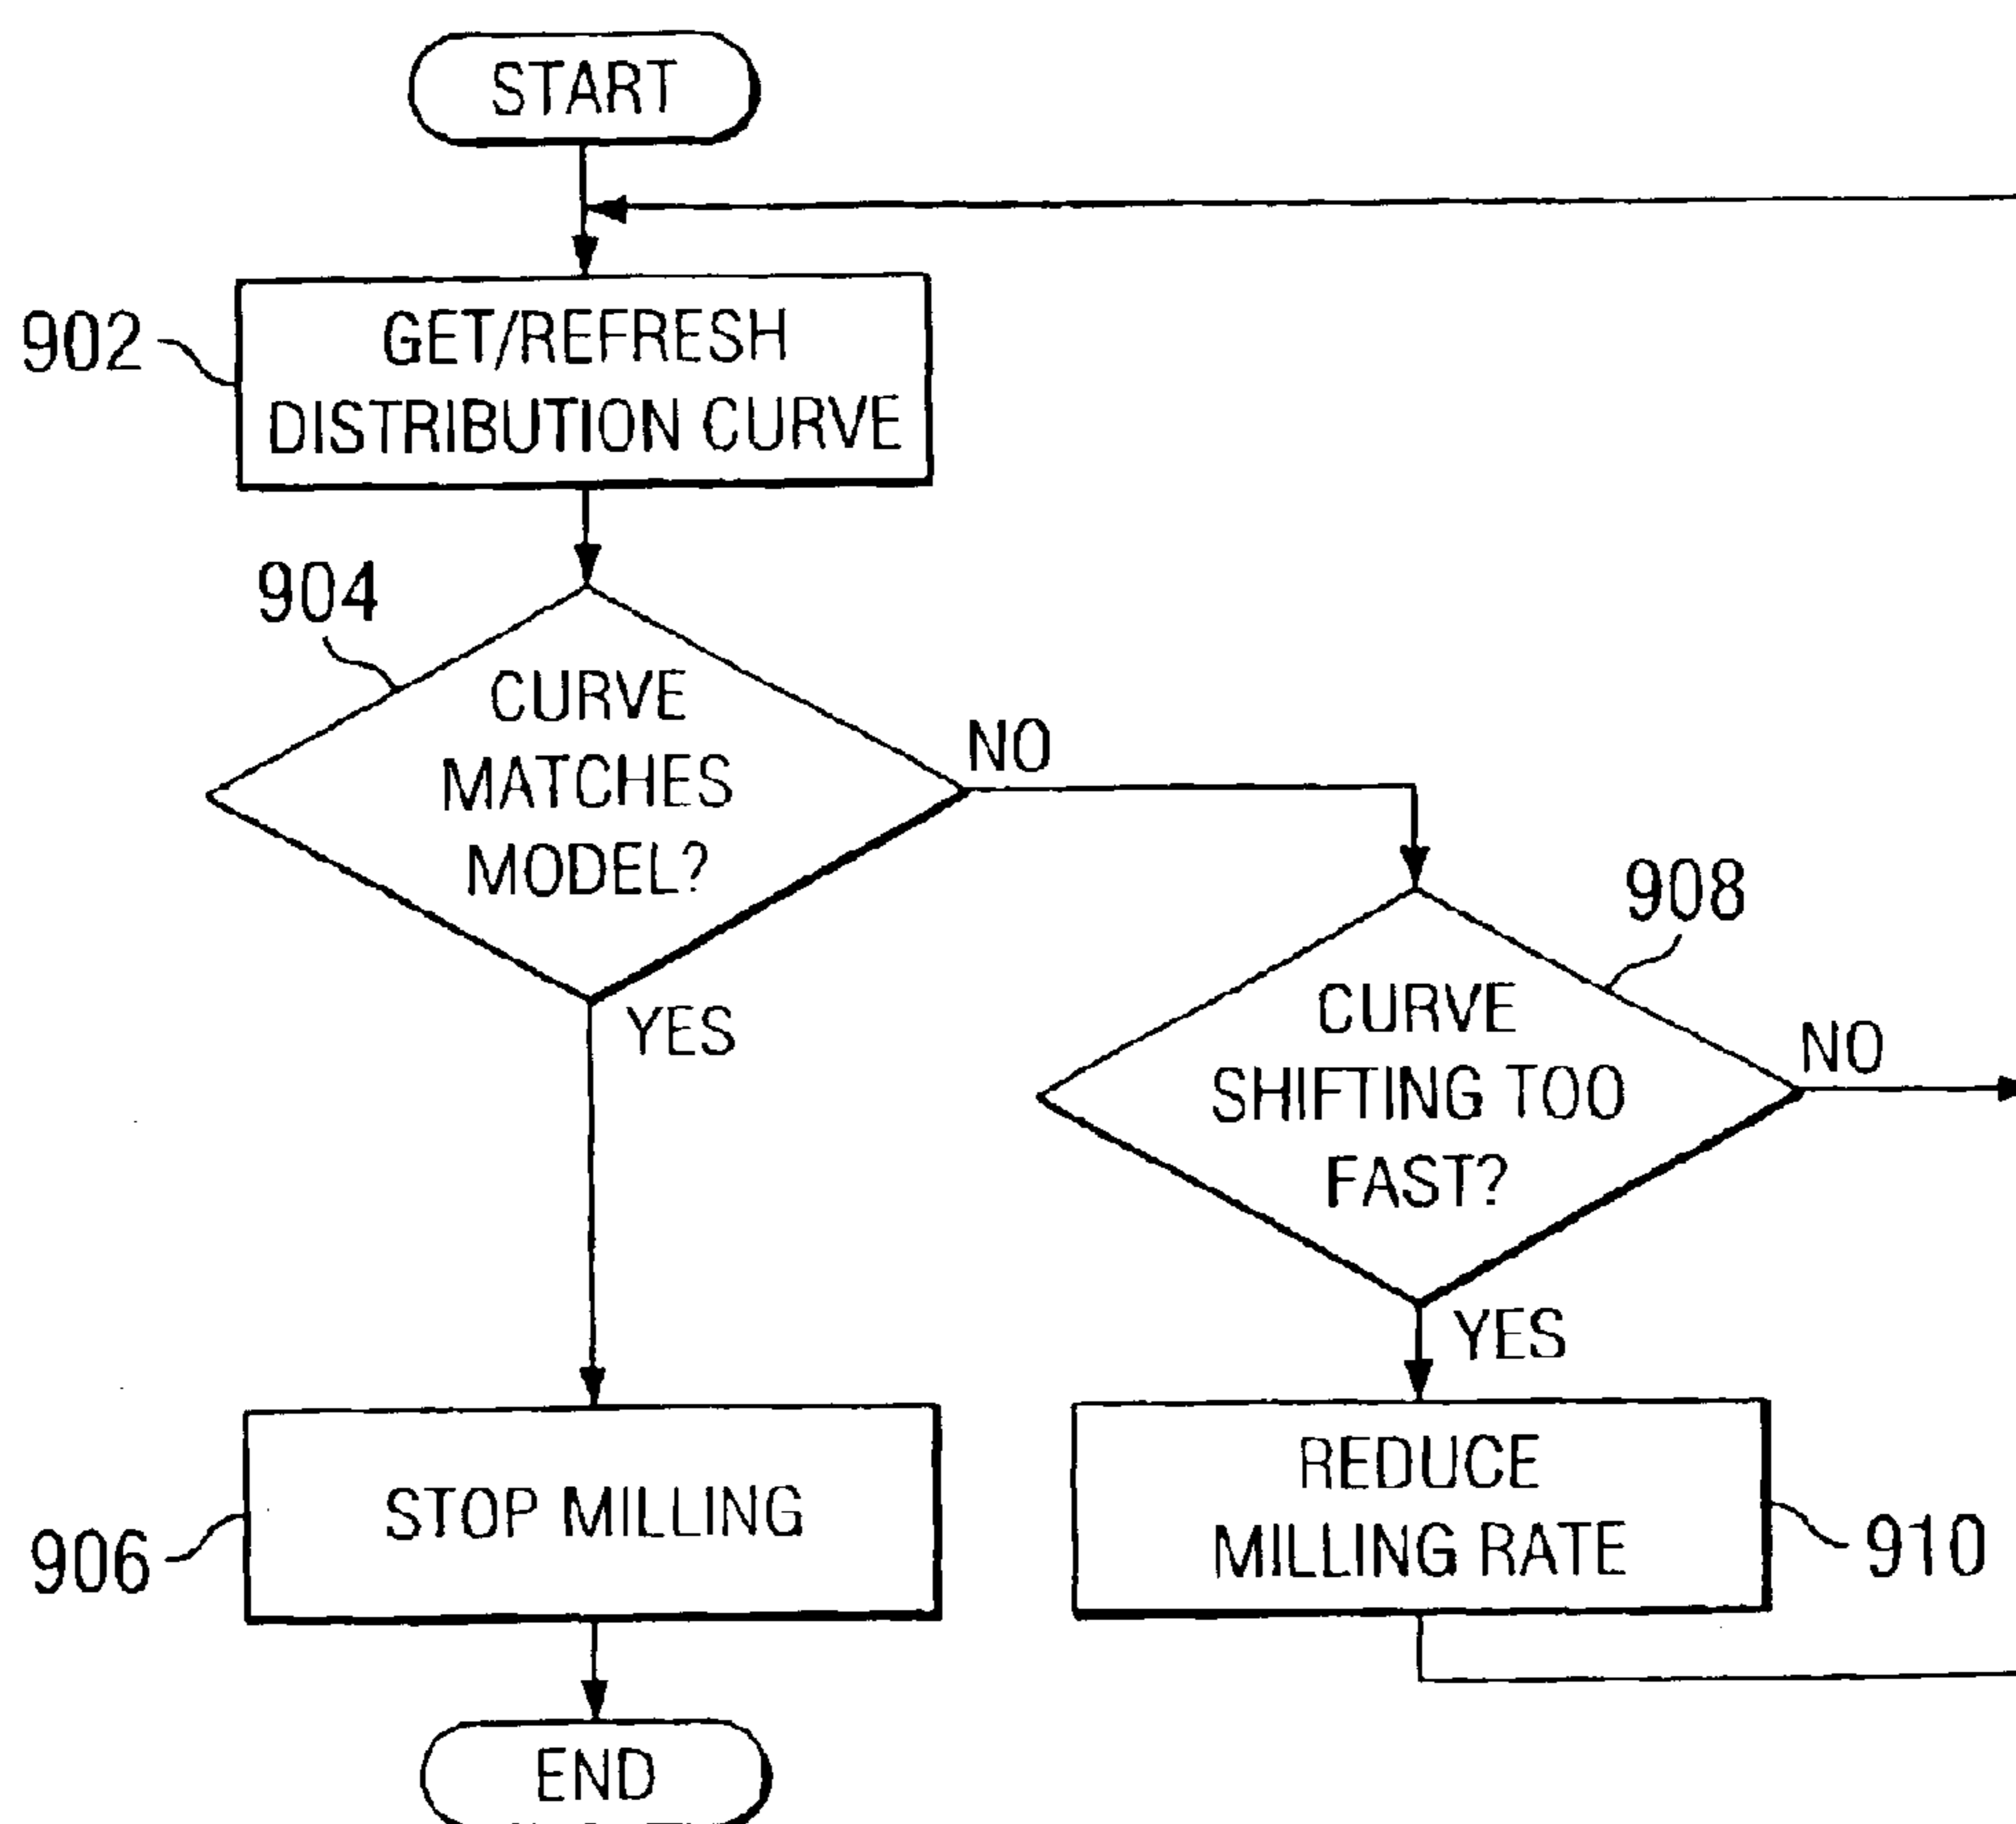 START
902
GET/REFRESH
DISTRIBUTION CURVE
904
CURVE
MATCHES
MODEL?
NO
YES
908
CURVE
SHIFTING TOO
FAST?
NO
YES
906
STOP MILLING
REDUCE
MILLING RATE
910
END